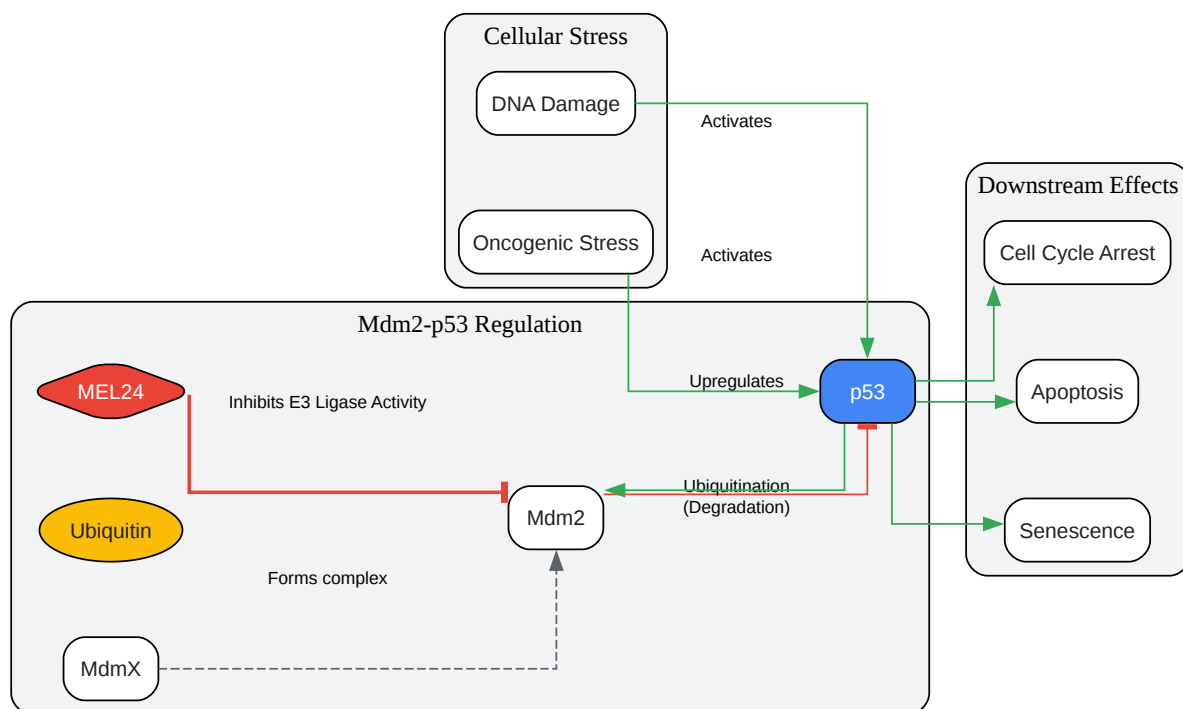 Cellular Stress
DNA Damage
Activates
Oncogenic Stress
Activates
Downstream Effects
Cell Cycle Arrest
Apoptosis
Senescence
Mdm2-p53 Regulation
MEL24
Inhibits E3 Ligase Activity
Upregulates
p53
Ubiquitin
Mdm2
Ubiquitination
(Degradation)
Forms complex
MdmX